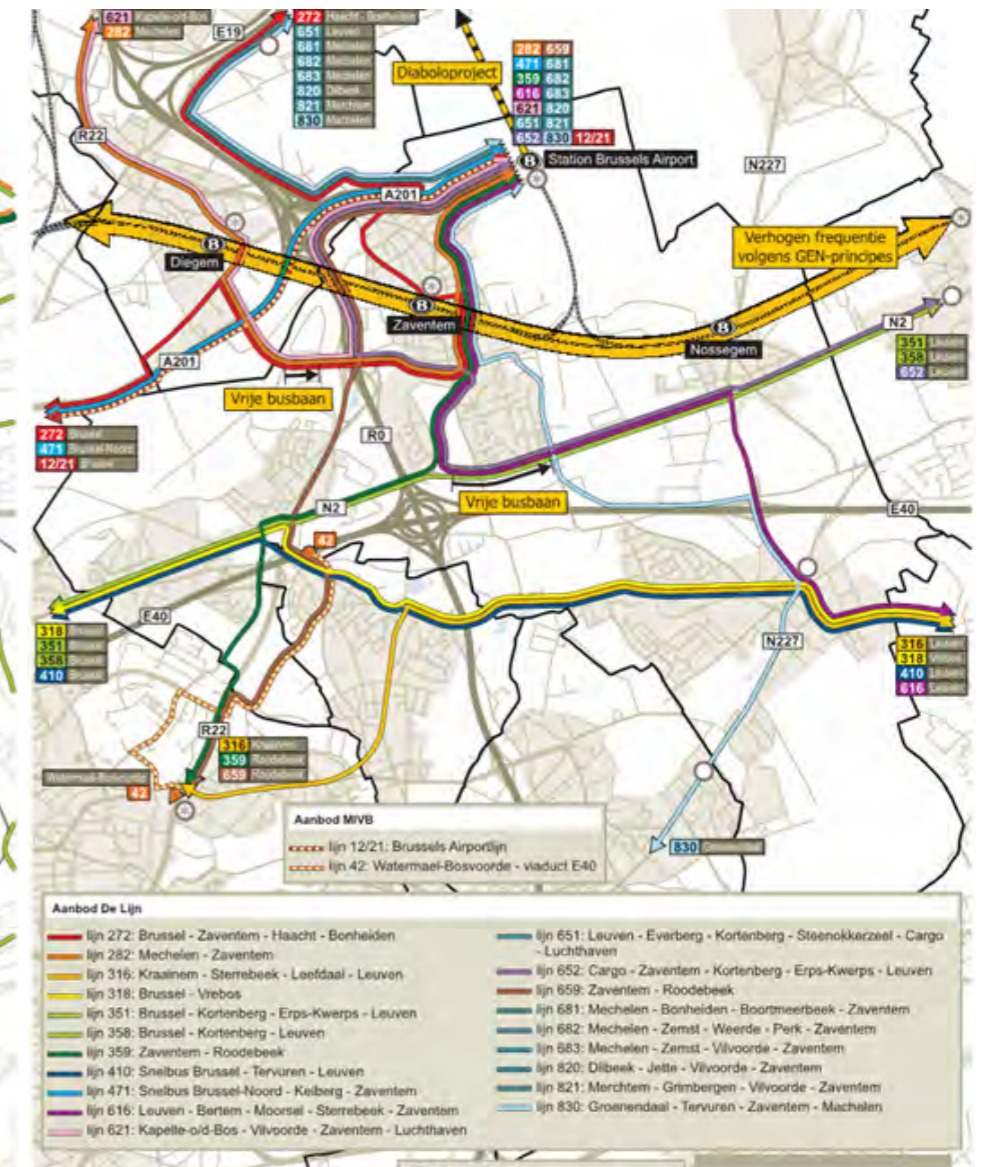 621 Kapelle-o/d-Bos
282 Mechelen
E19
272 Haacht - Bonheiden
651 Leuven
681 Mechelen
682 Mechelen
683 Mechelen
820 Dilbeek
821 Merchtem
830 Machelen
Diaboloproject
282 659
471 681
359 682
616 683
621 820
651 821
652 830 12/21
B Station Brussels Airport
R22
N227
A201
B
Diegem
Verhogen frequentie
volgens GEN-principes
B
Zaventem
B
Nossegem
N2
351 Leuven
358 Leuven
652 Leuven
A201
Vrije busbaan
272 Brussel
471 Brussel-Noord
12/21 Brussel
R0
Vrije busbaan
N2
E40
42
E40
318 Brussel
351 Brussel
358 Brussel
410 Brussel
N227
316 Leuven
318
410 Leuven
616 Leuven
R22
316 Kraainem
359 Roodebeek
659 Roodebeek
42
830
Aanbod MIVB
lijn 12/21: Brussels Airportlijn
lijn 42: Watermael-Bosvoorde - viaduct E40
Aanbod De Lijn
lijn 272: Brussel - Zaventem - Haacht - Bonheiden
lijn 282: Mechelen - Zaventem
lijn 316: Kraainem - Sterrebeek - Leefdaal - Leuven
lijn 318: Brussel - Vrebos
lijn 351: Brussel - Kortenberg - Erps-Kwerps - Leuven
lijn 358: Brussel - Kortenberg - Leuven
lijn 359: Zaventem - Roodebeek
lijn 410: Snelbus Brussel - Tervuren - Leuven
lijn 471: Snelbus Brussel-Noord - Keiberg - Zaventem
lijn 616: Leuven - Bertem - Moorsel - Sterrebeek - Zaventem
lijn 621: Kapelle-o/d-Bos - Vilvoorde - Zaventem - Luchthaven
lijn 651: Leuven - Everberg - Kortenberg - Steenokkerzeel - Cargo
- Luchthaven
lijn 652: Cargo - Zaventem - Kortenberg - Erps-Kwerps - Leuven
lijn 659: Zaventem - Roodebeek
lijn 681: Mechelen - Bonheiden - Boortmeerbeek - Zaventem
lijn 682: Mechelen - Zemst - Weerde - Perk - Zaventem
lijn 683: Mechelen - Zemst - Vilvoorde - Zaventem
lijn 820: Dilbeek - Jette - Vilvoorde - Zaventem
lijn 821: Merchtem - Grimbergen - Vilvoorde - Zaventem
lijn 830: Groenendaal - Tervuren - Zaventem - Machelen